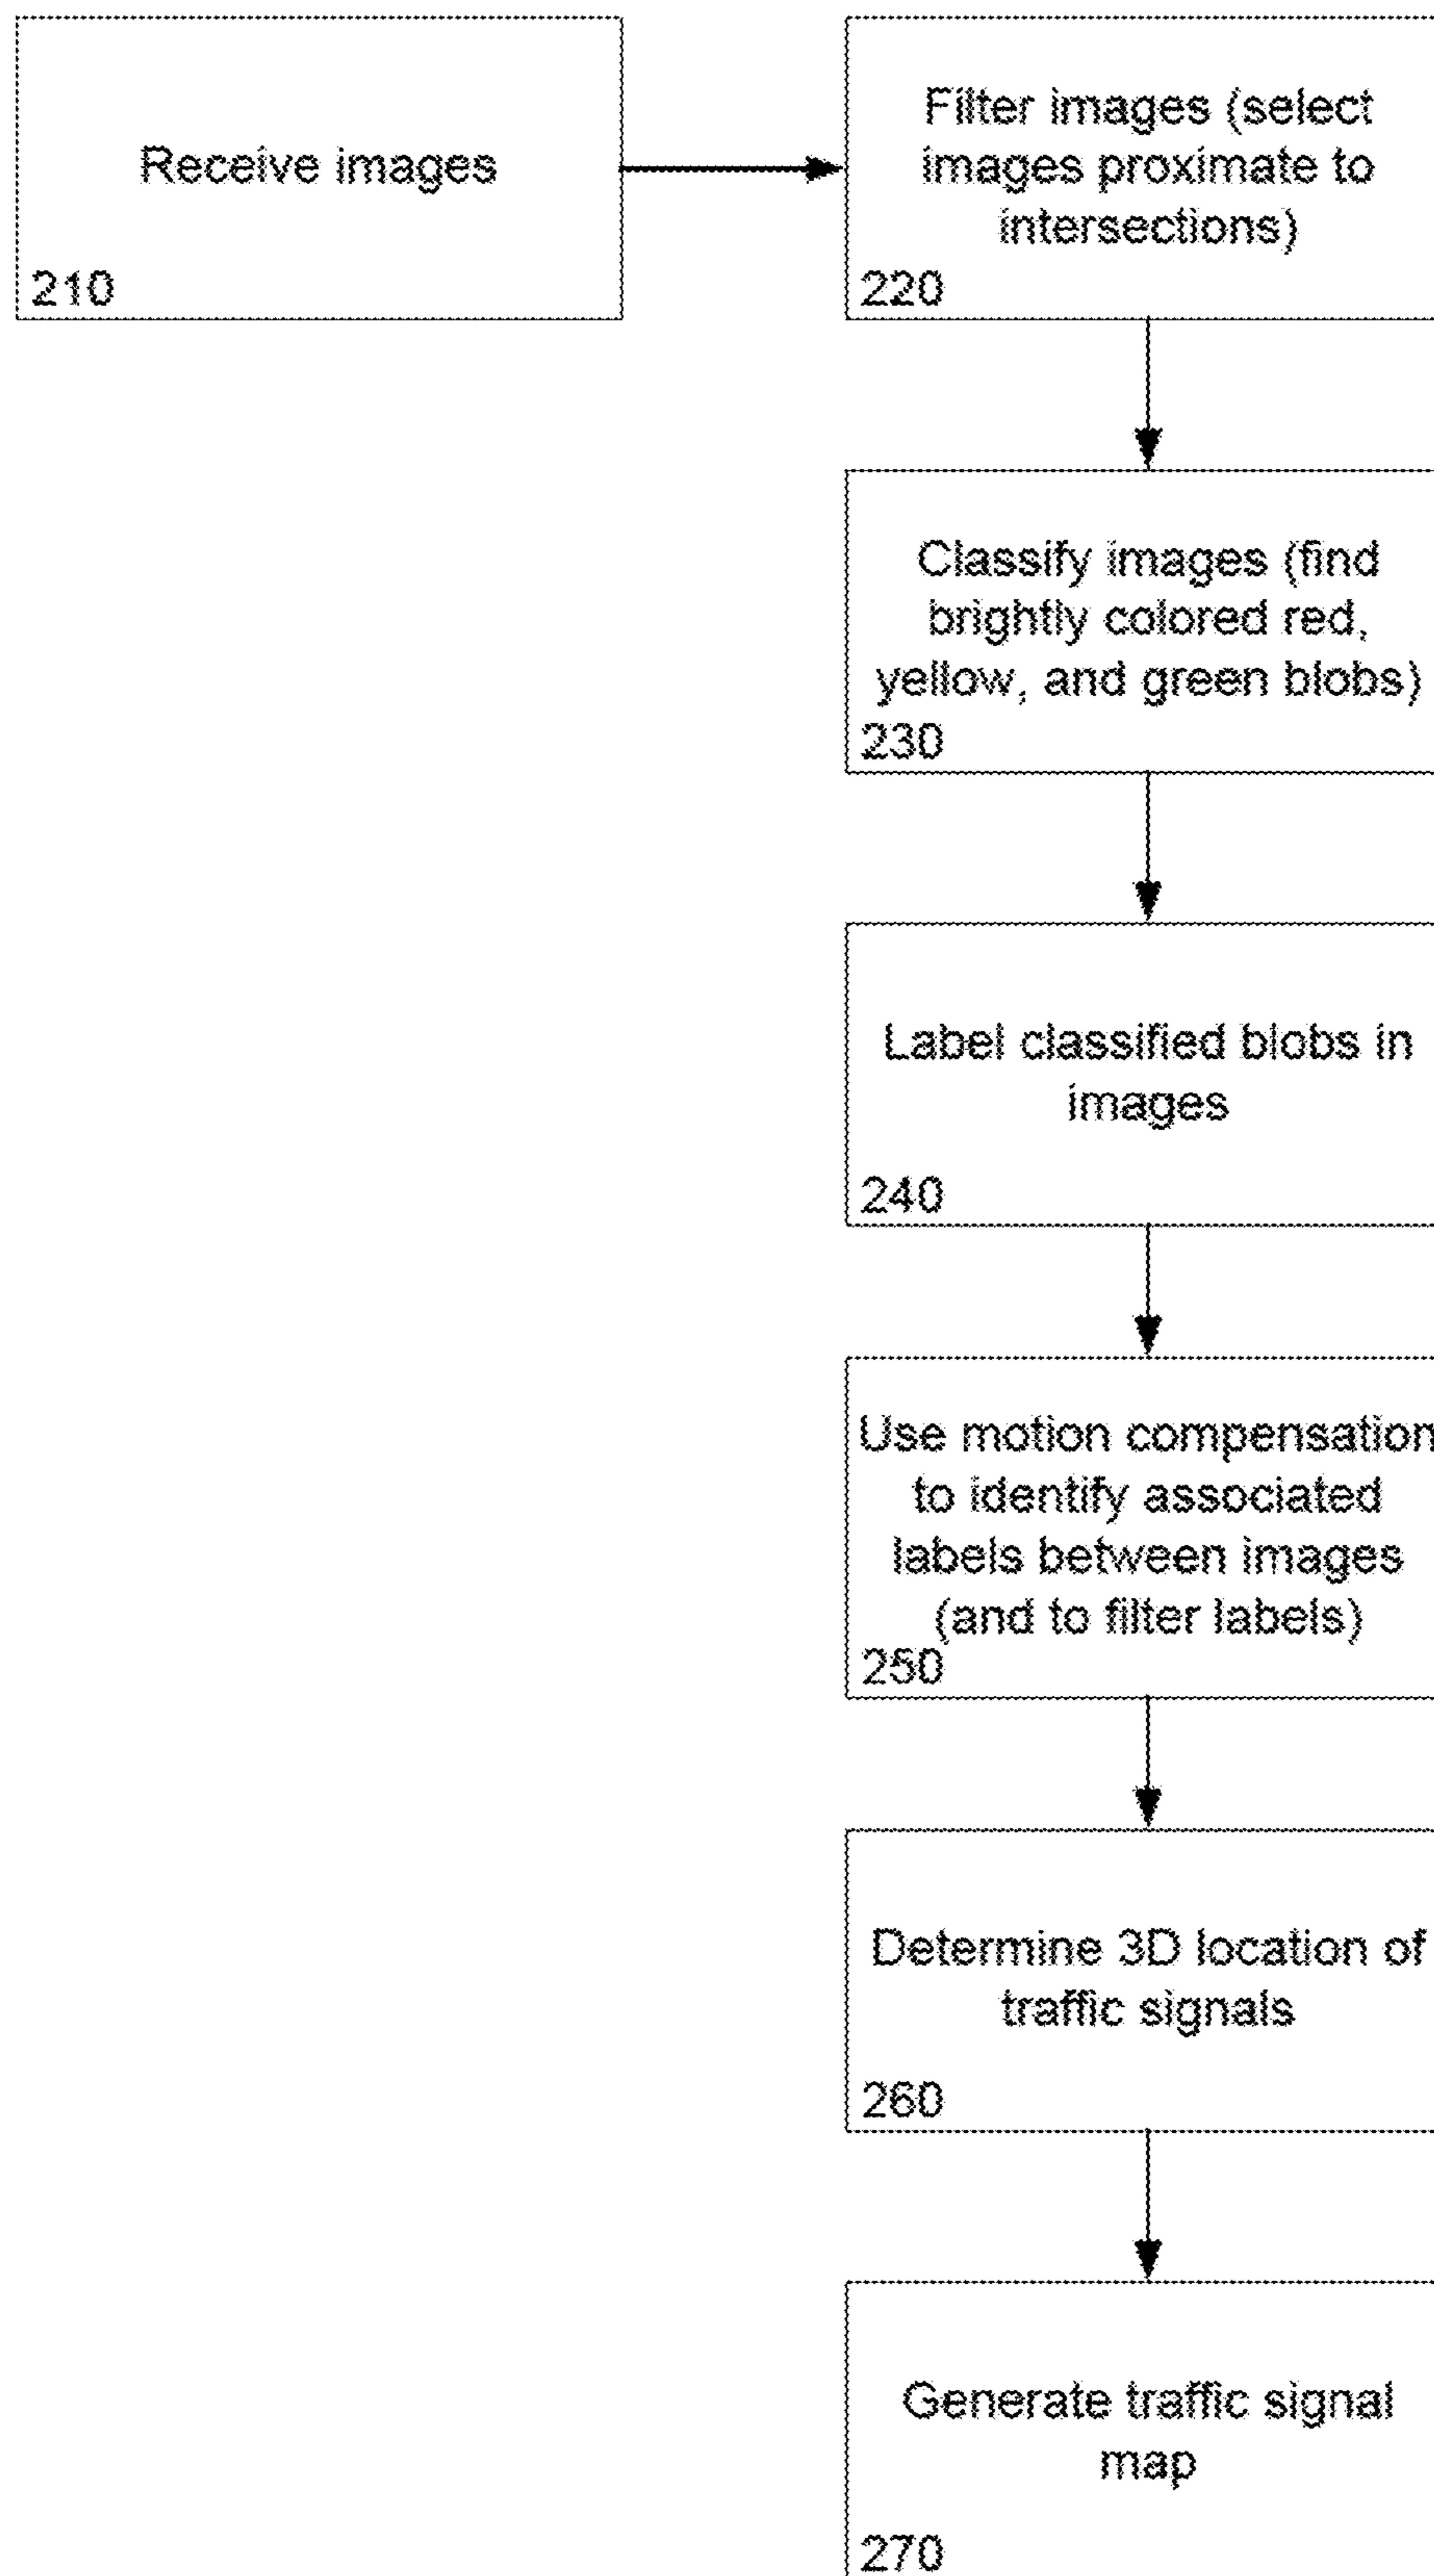 Receive images
210
Filter images (select
images proximate to
intersections)
220
Classify images (find
brightly colored red,
yellow, and green blobs)
230
Label classified blobs in
images
240
Use motion compensation
to identify associated
labels between images
(and to filter labels)
250
Determine 3D location of
traffic signals
260
Generate traffic signal
map
270